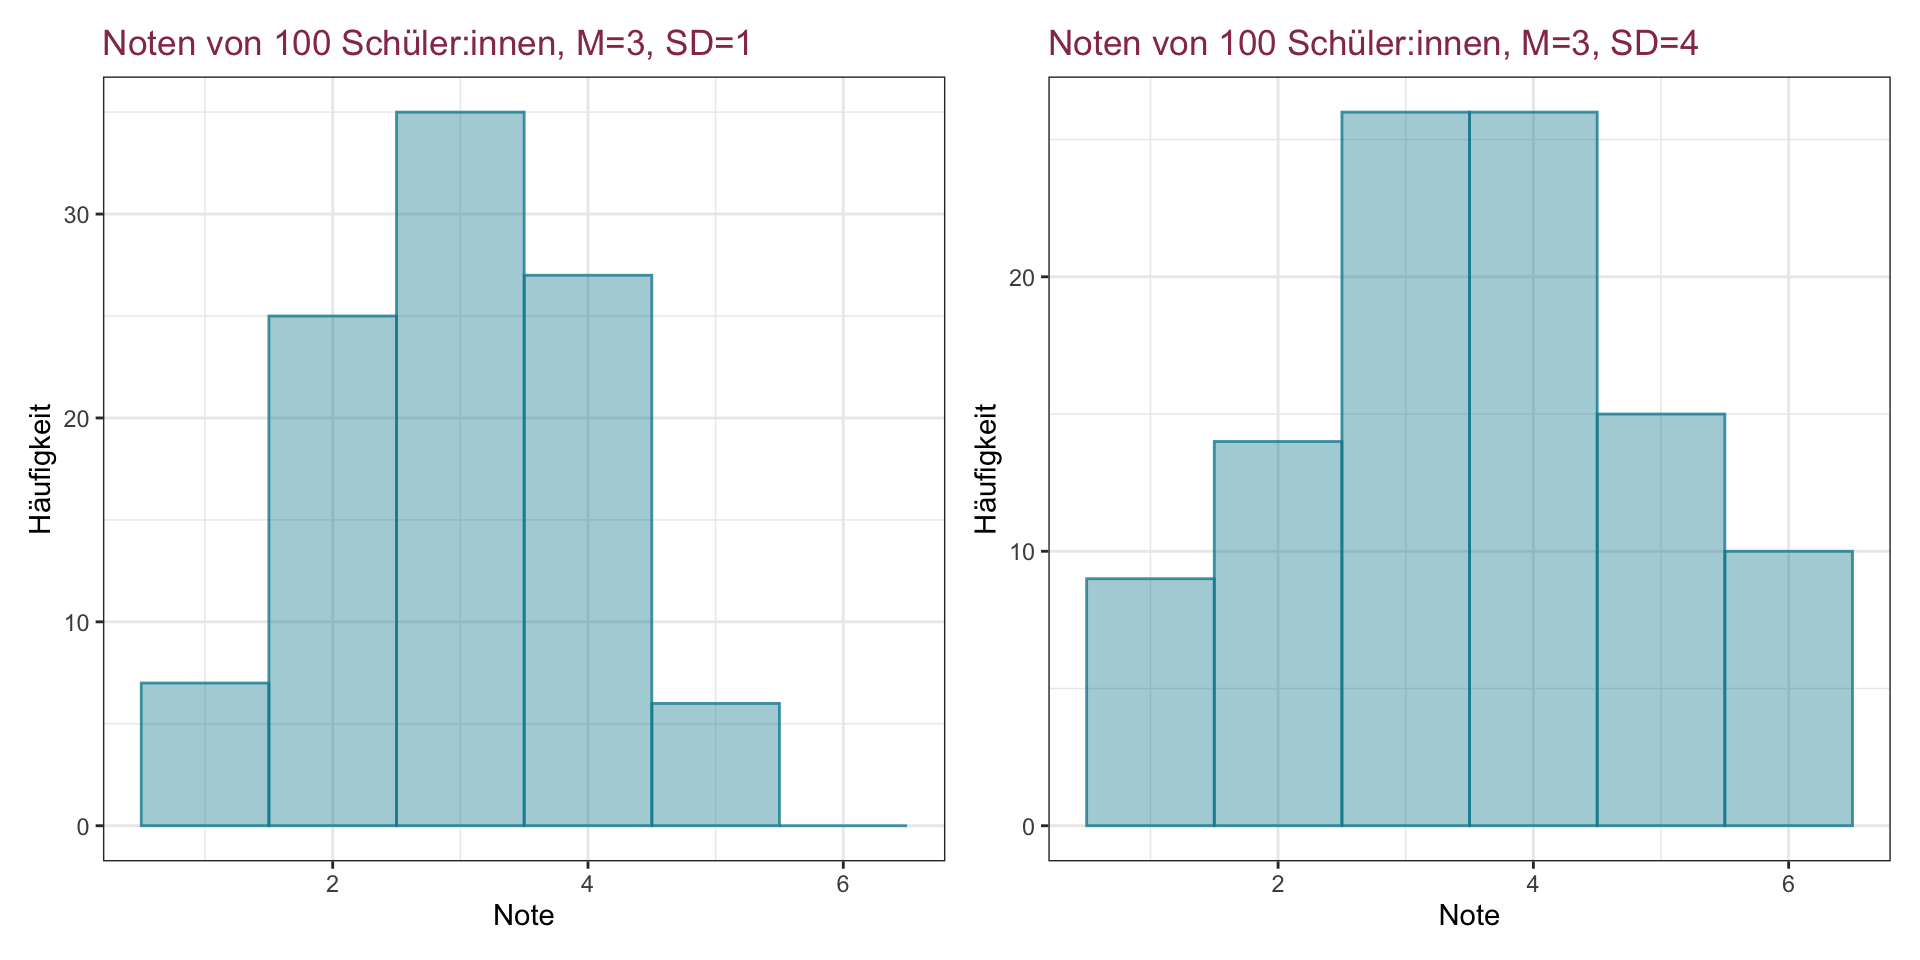 Noten von 100 Schüler:innen, M=3, SD=1
Häufigkeit
30
20
10
0
2 4 6
Note
Noten von 100 Schüler:innen, M=3, SD=4
Häufigkeit
20
10
0
2 4 6
Note